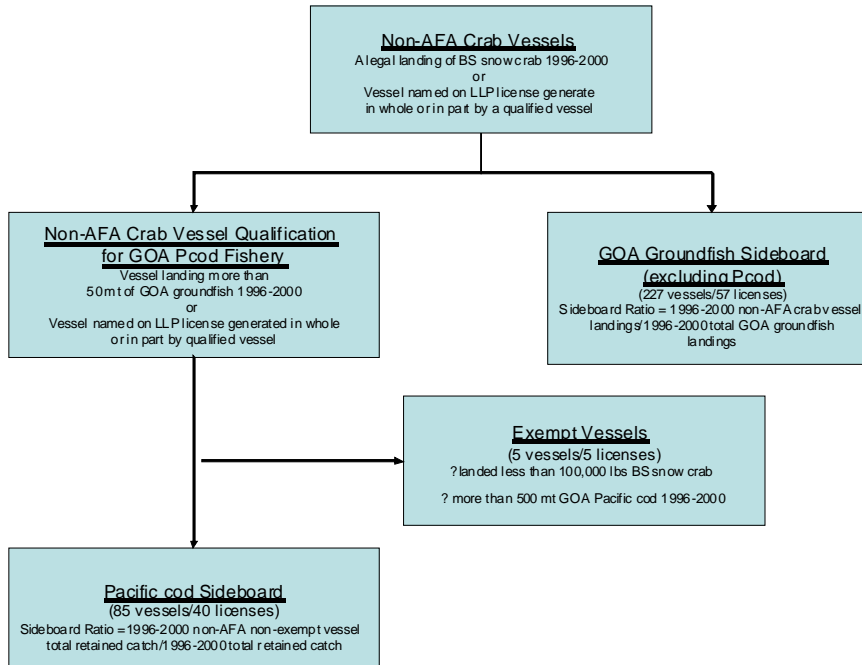 Non-AFA Crab Vessels
A legal landing of BS snow crab 1996-2000
or
Vessel named on LLP license generate
in whole or in part by a qualified vessel
Non-AFA Crab Vessel Qualification
for GOA Pcod Fishery
Vessel landing more than
50 mt of GOA groundfish 1996-2000
or
Vessel named on LLP license generated in whole
or in part by qualified vessel
GOA Groundfish Sideboard
(excluding Pcod)
(227 vessels/57 licenses)
Sideboard Ratio = 1996-2000 non-AFA crab vessel
landings/1996-2000 total GOA groundfish
landings
Exempt Vessels
(5 vessels/5 licenses)
? landed less than 100,000 lbs BS snow crab
? more than 500 mt GOA Pacific cod 1996-2000
Pacific cod Sideboard
(85 vessels/40 licenses)
Sideboard Ratio = 1996-2000 non-AFA non-exempt vessel
total retained catch/1996-2000 total retained catch